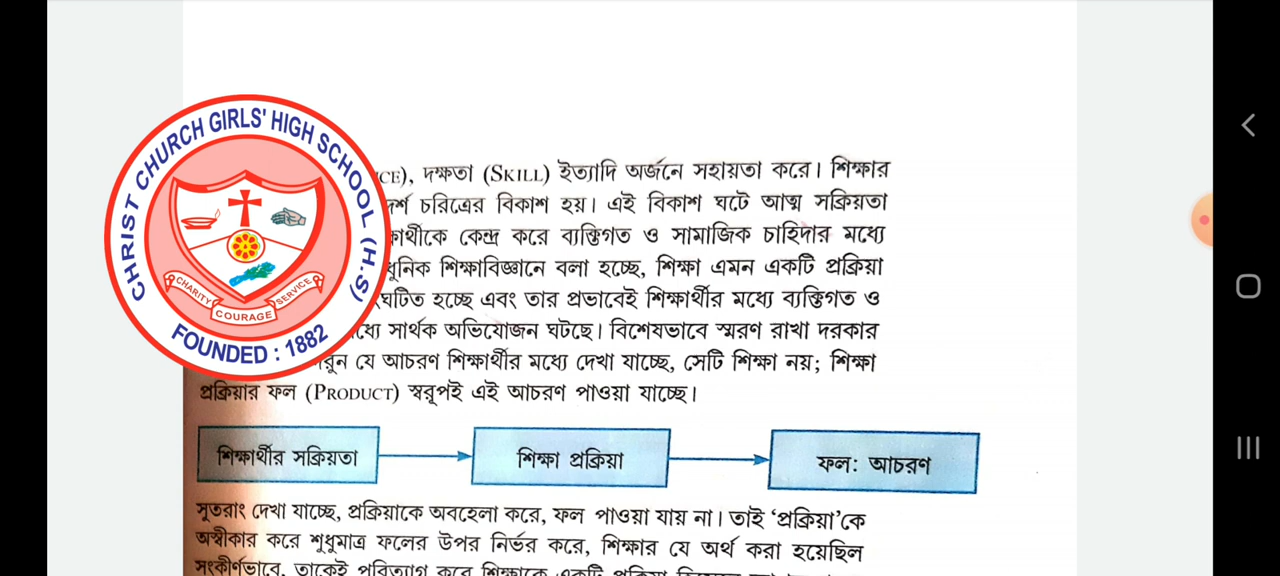 CHRIST CHURCH GIRLS' HIGH SCHOOL (H.S)
CHARITY
COURAGE
SERVICE
FOUNDED : 1882
CE), দক্ষতা (SKILL) ইত্যাদি অর্জনে সহায়তা করে। শিক্ষার
চরিত্রের বিকাশ হয়। এই বিকাশ ঘটে আত্ম সক্রিয়তা
কে কেন্দ্র করে ব্যক্তিগত ও সামাজিক চাহিদার মধ্যে
শিক্ষাবিজ্ঞানে বলা হচ্ছে, শিক্ষা এমন একটি প্রক্রিয়া
ঘটিত হচ্ছে এবং তার প্রভাবেই শিক্ষার্থীর মধ্যে ব্যক্তিগত ও
ধ্যে সার্থক অভিযোজন ঘটছে। বিশেষভাবে স্মরণ রাখা দরকার
রুন যে আচরণ শিক্ষার্থীর মধ্যে দেখা যাচ্ছে, সেটি শিক্ষা নয়; শিক্ষা
প্রক্রিয়ার ফল (PRODUCT) স্বরূপই এই আচরণ পাওয়া যাচ্ছে।
শিক্ষার্থীর সক্রিয়তা
শিক্ষা প্রক্রিয়া
ফল: আচরণ
সুতরাং দেখা যাচ্ছে, প্রক্রিয়াকে অবহেলা করে, ফল পাওয়া যায় না। তাই ‘প্রক্রিয়া’কে
অস্বীকার করে শুধুমাত্র ফলের উপর নির্ভর করে, শিক্ষার যে অর্থ করা হয়েছিল
সংকীর্ণভাবে, তাকেই পরিত্যাগ করে শিক্ষাকে একটি